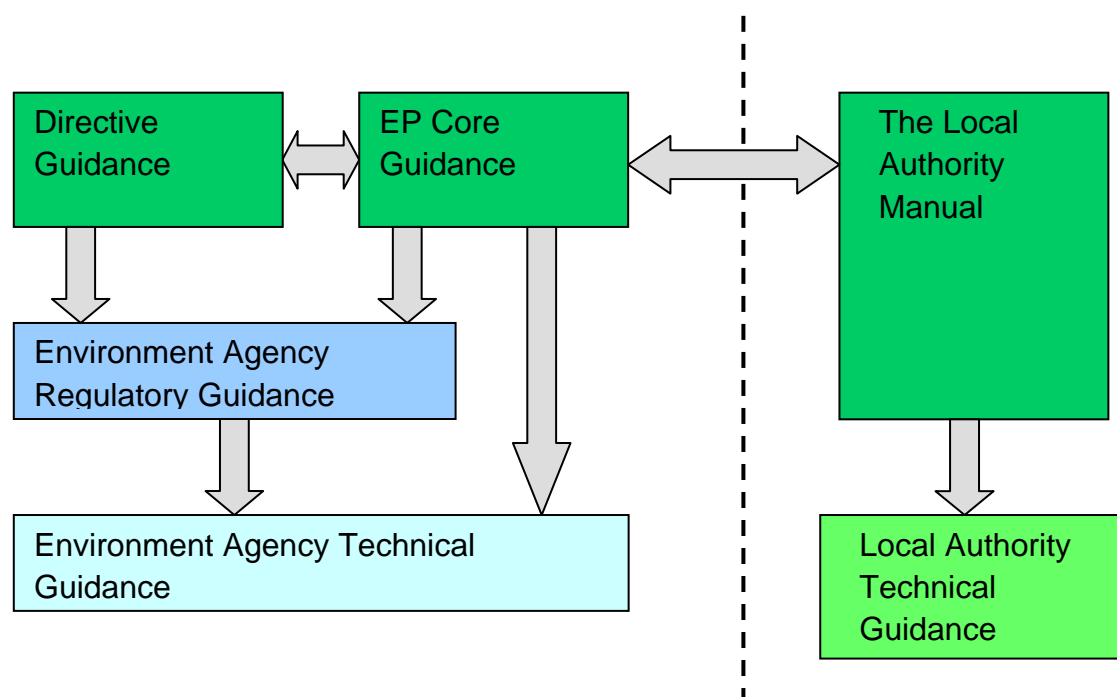 Directive
Guidance
EP Core
Guidance
The Local
Authority
Manual
Environment Agency
Regulatory Guidance
Environment Agency Technical
Guidance
Local Authority
Technical
Guidance